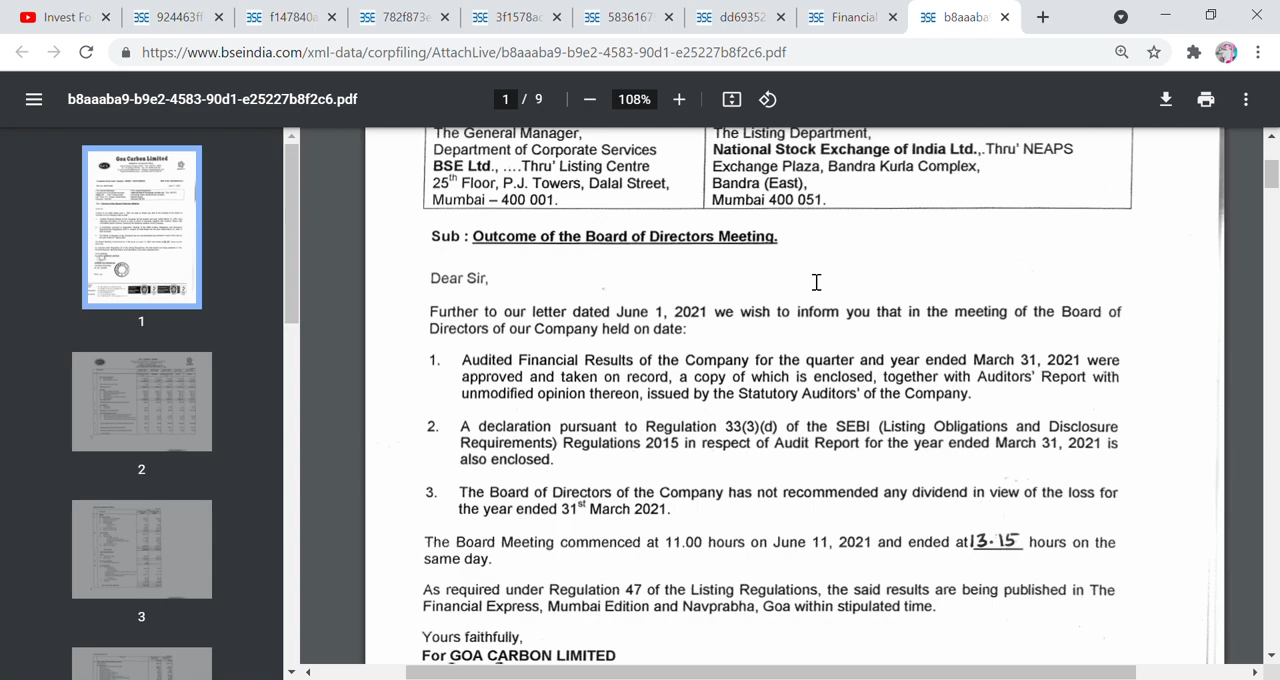 Invest Fo
924463ff
f147840a
782f873e
3f1578ac
5836167
dd69352
Financial
b8aaaba
https://www.bseindia.com/xml-data/corpfiling/AttachLive/b8aaaba9-b9e2-4583-90d1-e25227b8f2c6.pdf
b8aaaba9-b9e2-4583-90d1-e25227b8f2c6.pdf
1 / 9
108%
Goa Carbon Limited
1
2
3
The General Manager,
Department of Corporate Services
BSE Ltd., ....Thru' Listing Centre
25th Floor, P.J. Towers, Dalal Street,
Mumbai – 400 001.
The Listing Department,
National Stock Exchange of India Ltd.,.Thru' NEAPS
Exchange Plaza, Bandra Kurla Complex,
Bandra (East),
Mumbai 400 051.
Sub : Outcome of the Board of Directors Meeting.
Dear Sir,
Further to our letter dated June 1, 2021 we wish to inform you that in the meeting of the Board of
Directors of our Company held on date:
1. Audited Financial Results of the Company for the quarter and year ended March 31, 2021 were
approved and taken on record, a copy of which is enclosed, together with Auditors' Report with
unmodified opinion thereon, issued by the Statutory Auditors' of the Company.
2. A declaration pursuant to Regulation 33(3)(d) of the SEBI (Listing Obligations and Disclosure
Requirements) Regulations 2015 in respect of Audit Report for the year ended March 31, 2021 is
also enclosed.
3. The Board of Directors of the Company has not recommended any dividend in view of the loss for
the year ended 31st March 2021.
The Board Meeting commenced at 11.00 hours on June 11, 2021 and ended at 13.15 hours on the
same day.
As required under Regulation 47 of the Listing Regulations, the said results are being published in The
Financial Express, Mumbai Edition and Navprabha, Goa within stipulated time.
Yours faithfully,
For GOA CARBON LIMITED